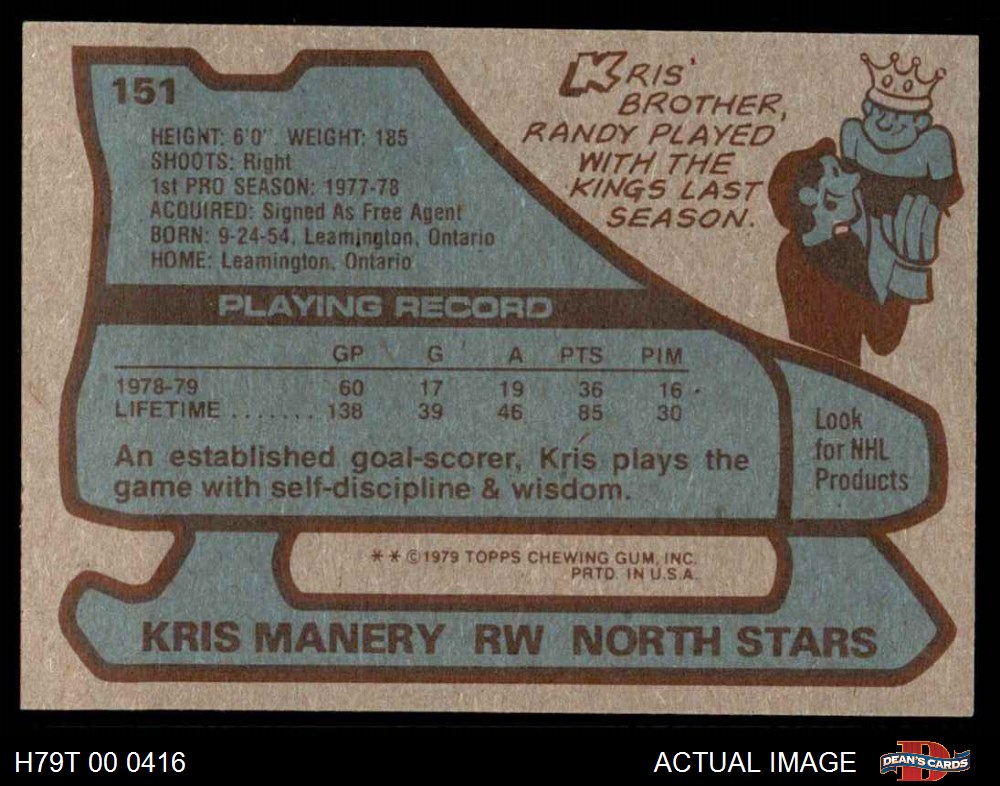 151
HEIGHT: 6'0" WEIGHT: 185
SHOOTS: Right
1st PRO SEASON: 1977-78
ACQUIRED: Signed As Free Agent
BORN: 9-24-54, Leamington, Ontario
HOME: Leamington, Ontario
KRIS'
BROTHER,
RANDY PLAYED
WITH THE
KINGS LAST
SEASON.
PLAYING RECORD
GP G A PTS PIM
1978-79 60 17 19 36 16
LIFETIME ....... 138 39 46 85 30
An established goal-scorer, Kris plays the
game with self-discipline & wisdom.
Look
for NHL
Products
* * ©1979 TOPPS CHEWING GUM, INC.
PRTD. IN U.S.A.
KRIS MANERY RW NORTH STARS
H79T 00 0416 ACTUAL IMAGE
D
DEAN'S CARDS